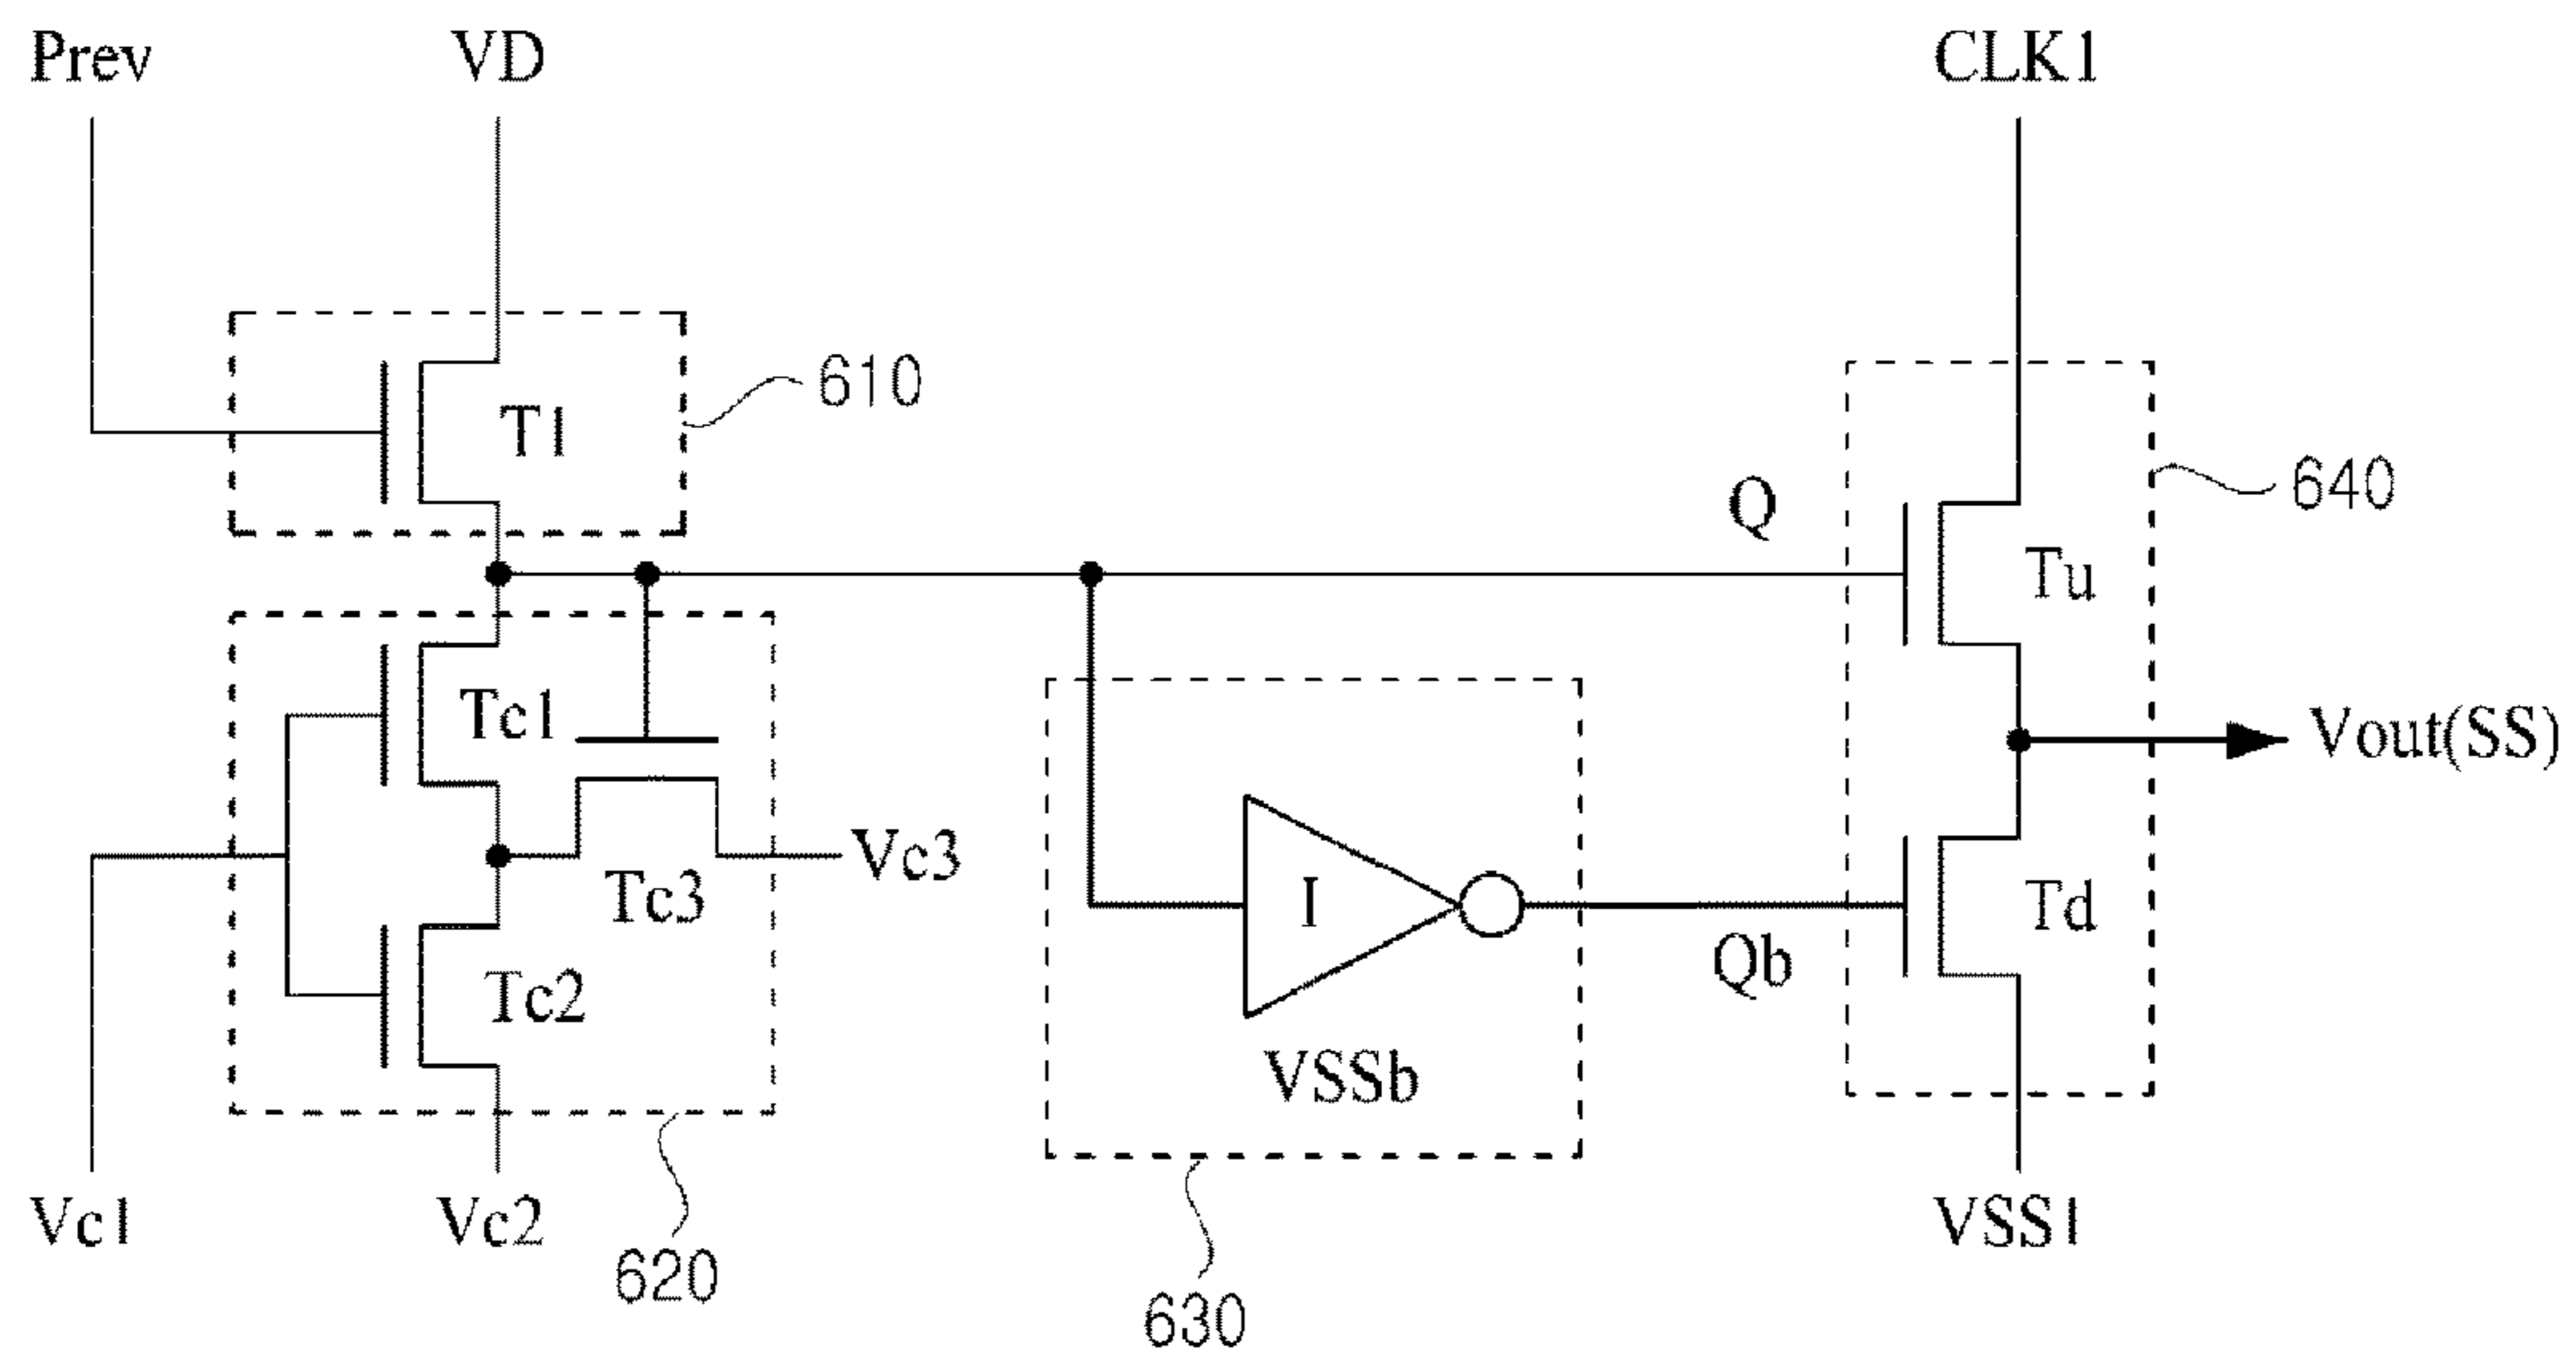 Prev
VD
CLK1
T1
610
Q
640
Tu
Tc1
Vout(SS)
Vc3
Tc3
I
Td
Tc2
Qb
VSSb
Vc1
Vc2
VSS1
620
630